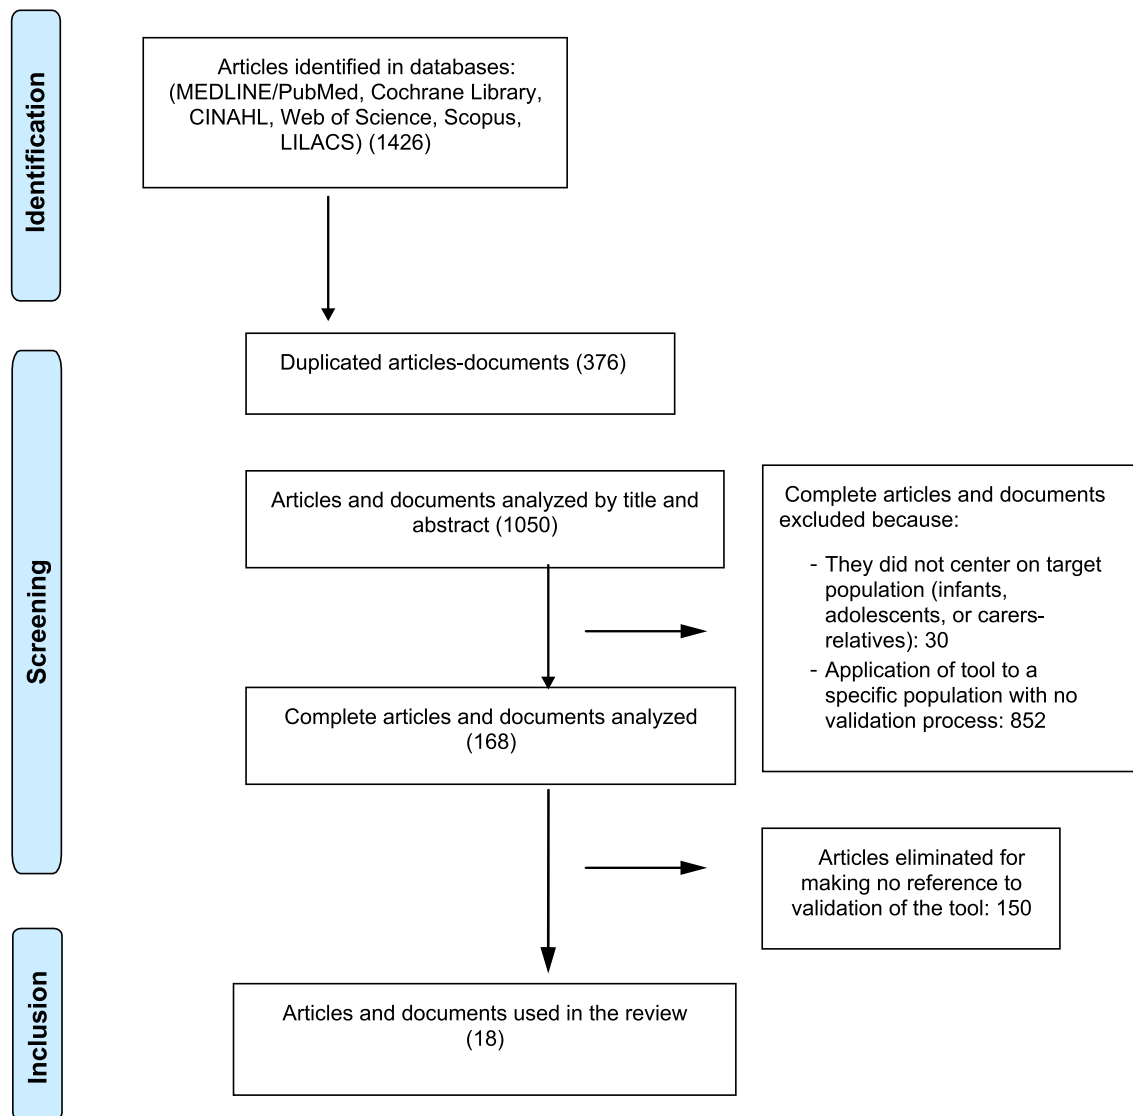 Identification
Articles identified in databases:
(MEDLINE/PubMed, Cochrane Library,
CINAHL, Web of Science, Scopus,
LILACS) (1426)
Screening
Duplicated articles-documents (376)
Articles and documents analyzed by title and
abstract (1050)
Complete articles and documents
excluded because:
- They did not center on target
population (infants,
adolescents, or carers-
relatives): 30
- Application of tool to a
specific population with no
validation process: 852
Complete articles and documents analyzed
(168)
Articles eliminated for
making no reference to
validation of the tool: 150
Inclusion
Articles and documents used in the review
(18)